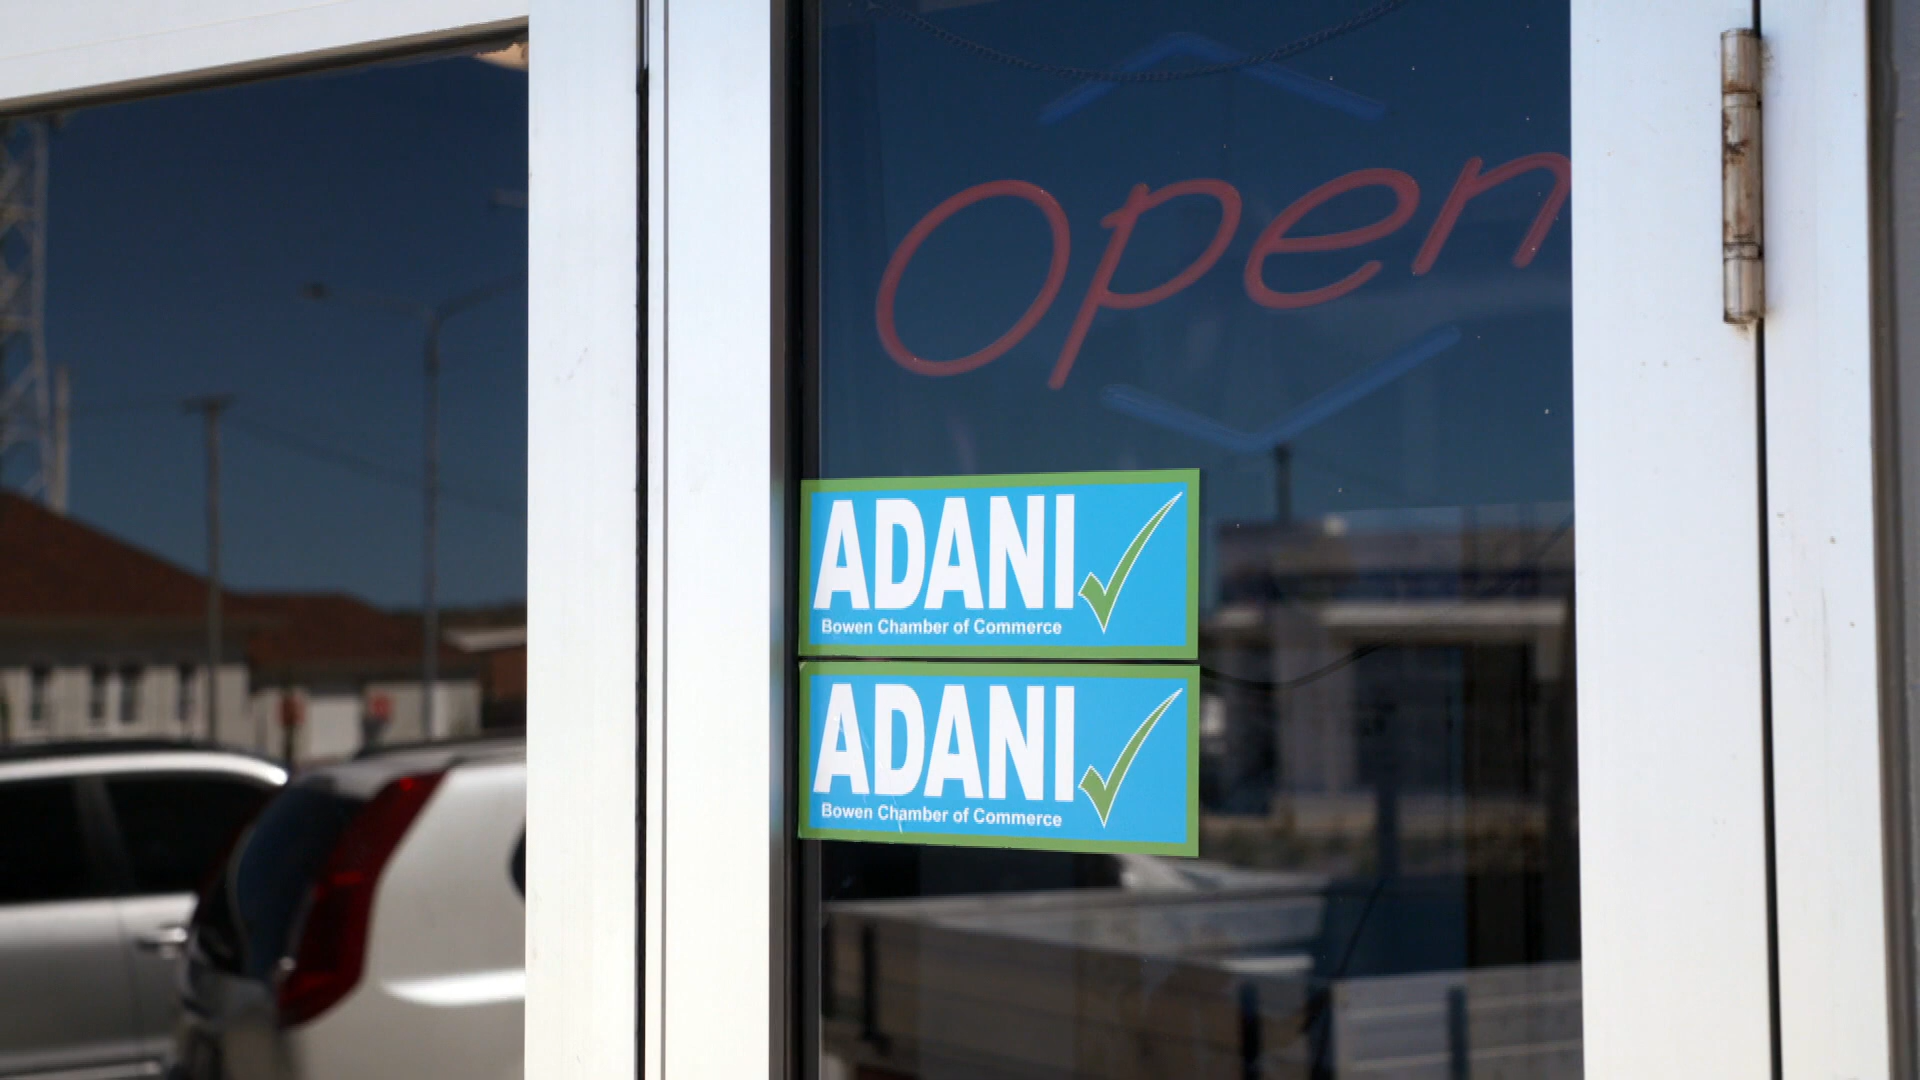 Open
ADANI
Bowen Chamber of Commerce
ADANI
Bowen Chamber of Commerce